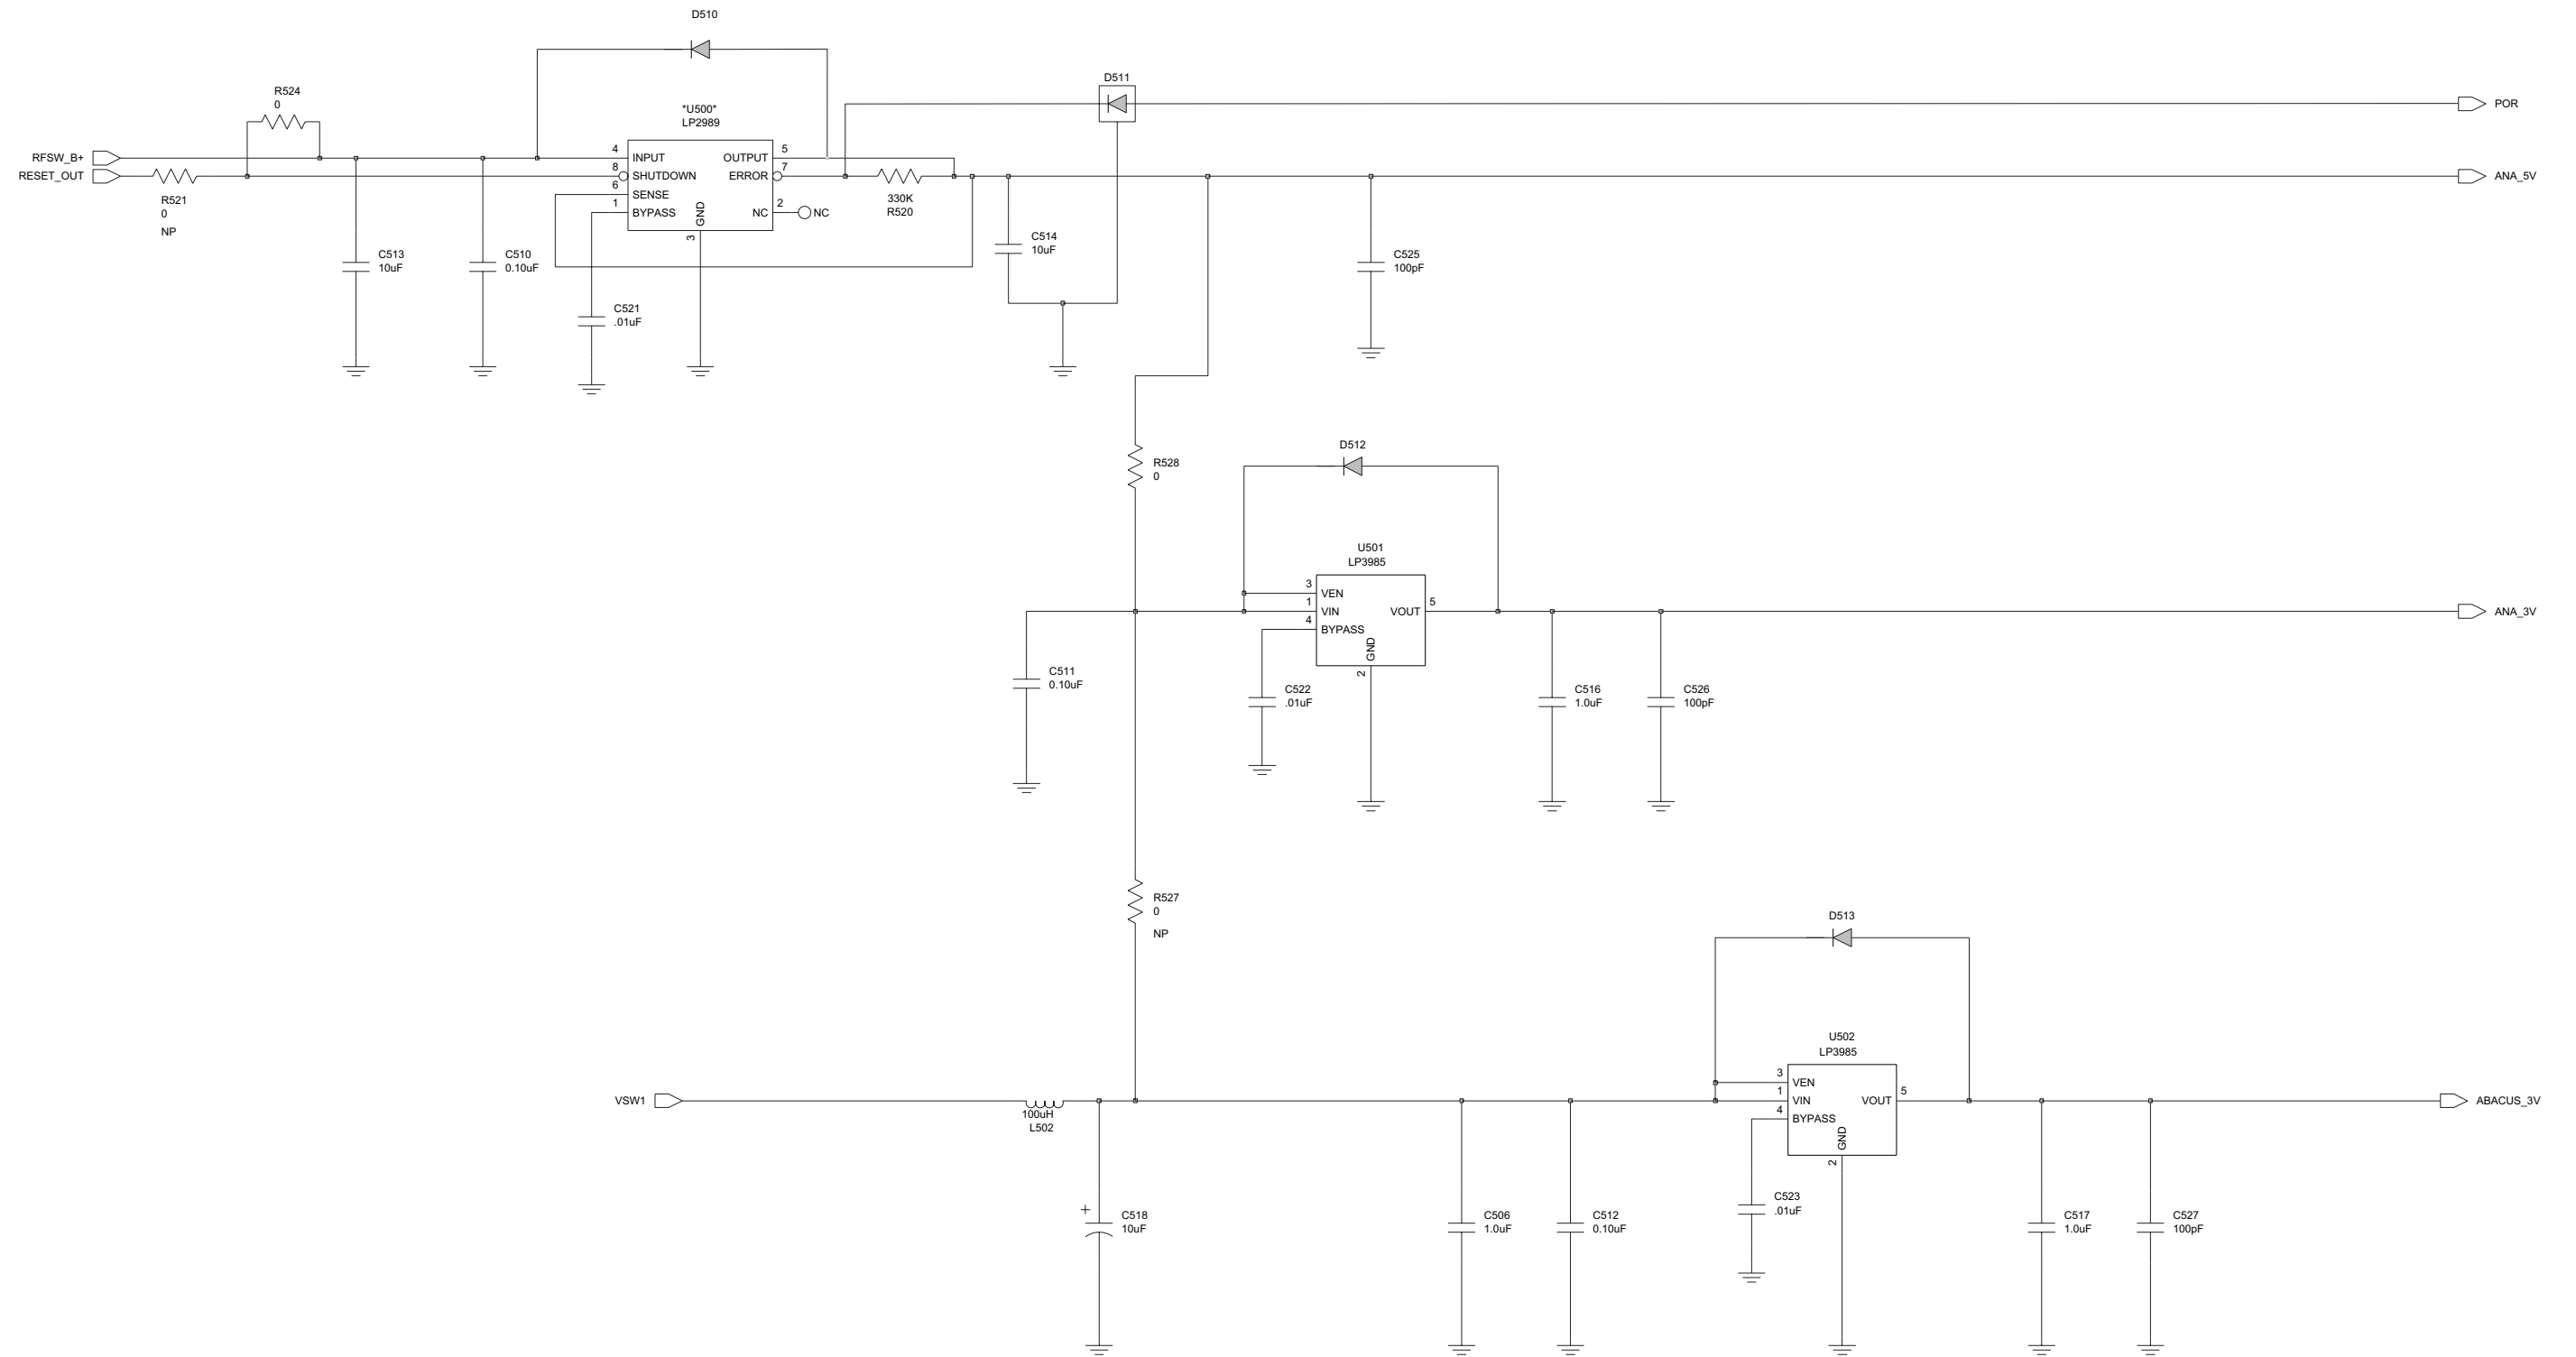 D510
D511
R524
0
*U500*
LP2989
POR
RFSW_B+
4
INPUT
OUTPUT
5
RESET_OUT
8
SHUTDOWN
ERROR
7
ANA_5V
6
SENSE
R521
0
NP
330K
R520
1
BYPASS
GND
NC
2
NC
3
C513
10uF
C510
0.10uF
C514
10uF
C525
100pF
C521
.01uF
D512
R528
0
U501
LP3985
3
VEN
1
VIN
VOUT
5
ANA_3V
4
BYPASS
GND
2
C511
0.10uF
C522
.01uF
C516
1.0uF
C526
100pF
R527
0
NP
D513
U502
LP3985
3
VEN
1
VIN
VOUT
5
ABACUS_3V
4
BYPASS
GND
2
VSW1
100uH
L502
+
C518
10uF
C506
1.0uF
C512
0.10uF
C523
.01uF
C517
1.0uF
C527
100pF